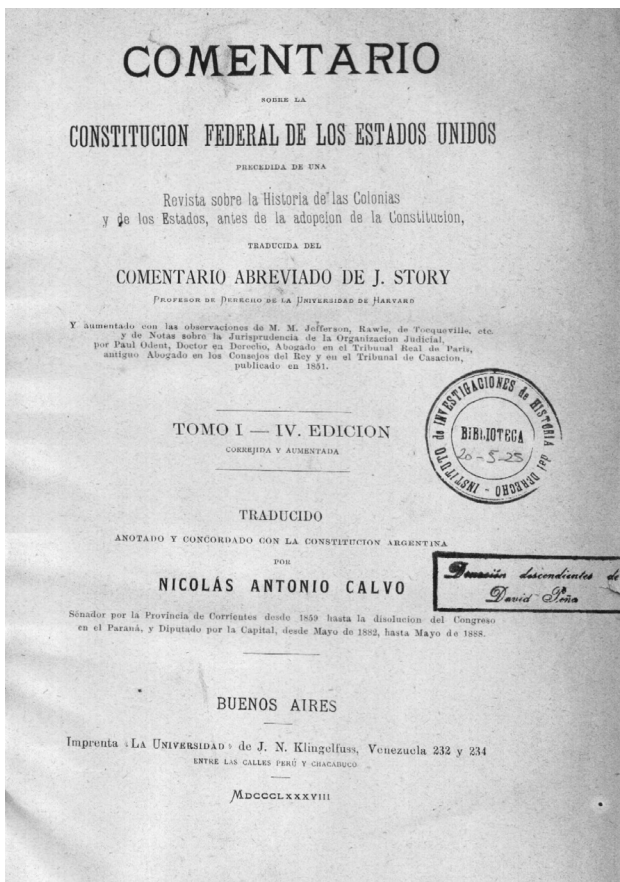 COMENTARIO
SOBRE LA
CONSTITUCION FEDERAL DE LOS ESTADOS UNIDOS
PRECEDIDA DE UNA
Revista sobre la Historia de las Colonias
y de los Estados, antes de la adopcion de la Constitucion,
TRADUCIDA DEL
COMENTARIO ABREVIADO DE J. STORY
PROFESOR DE DERECHO DE LA UNIVERSIDAD DE HARVARD
Y aumentado con las observaciones de M. M. Jefferson, Rawle, de Tocqueville, etc.
y de Notas sobre la Jurisprudencia de la Organizacion Judicial,
por Paul Odent, Doctor en Derecho, Abogado en el Tribunal Real de Paris,
antiguo Abogado en los Consejos del Rey y en el Tribunal de Casacion,
publicado en 1851.
TOMO I — IV. EDICION
CORREJIDA Y AUMENTADA
INSTITUTO de INVESTIGACIONES de HISTORIA del DERECHO -
BIBLIOTECA
20-5-25
TRADUCIDO
ANOTADO Y CONCORDADO CON LA CONSTITUCION ARGENTINA
POR
NICOLÁS ANTONIO CALVO
Donación descendientes de
David Peña
Senador por la Provincia de Corrientes desde 1859 hasta la disolucion del Congreso
en el Paraná, y Diputado por la Capital, desde Mayo de 1882, hasta Mayo de 1888.
BUENOS AIRES
Imprenta «LA UNIVERSIDAD» de J. N. Klingelfuss, Venezuela 232 y 234
ENTRE LAS CALLES PERÚ Y CHACABUCO
MDCCCLXXXVIII